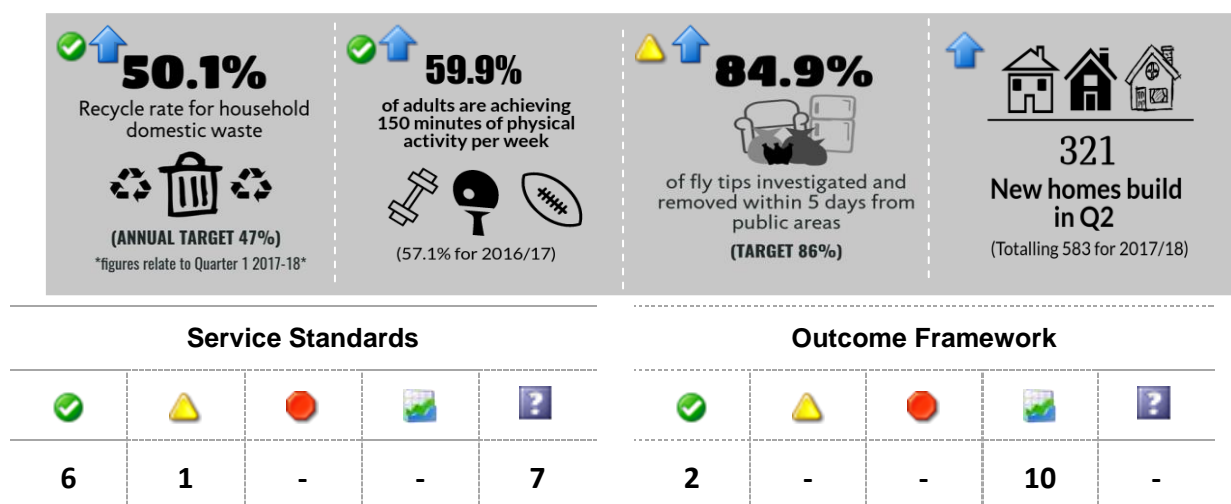 50.1%
Recycle rate for household
domestic waste
(ANNUAL TARGET 47%)
*figures relate to Quarter 1 2017-18*
59.9%
of adults are achieving
150 minutes of physical
activity per week
(57.1% for 2016/17)
84.9%
of fly tips investigated and
removed within 5 days from
public areas
(TARGET 86%)
321
New homes build
in Q2
(Totalling 583 for 2017/18)
Service Standards
?
6 1 - - 7
Outcome Framework
?
2 - - 10 -